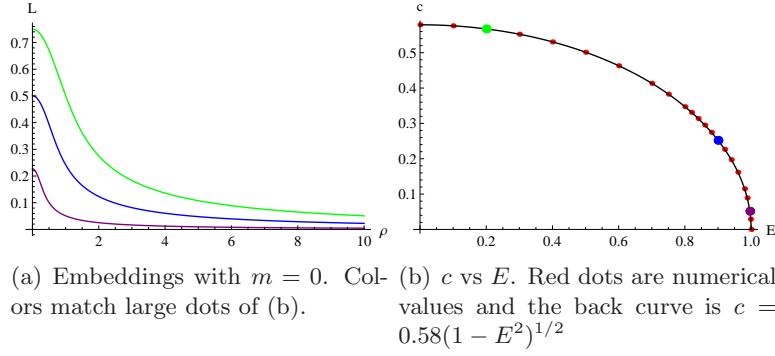 L
0.7
0.6
0.5
0.4
0.3
0.2
0.1
2
4
6
8
10
ρ
c
0.5
0.4
0.3
0.2
0.1
0.2
0.4
0.6
0.8
1.0
E
(a) Embeddings with m = 0. Col-
ors match large dots of (b).
(b) c vs E. Red dots are numerical
values and the back curve is c =
0.58(1 − E²)^{1/2}